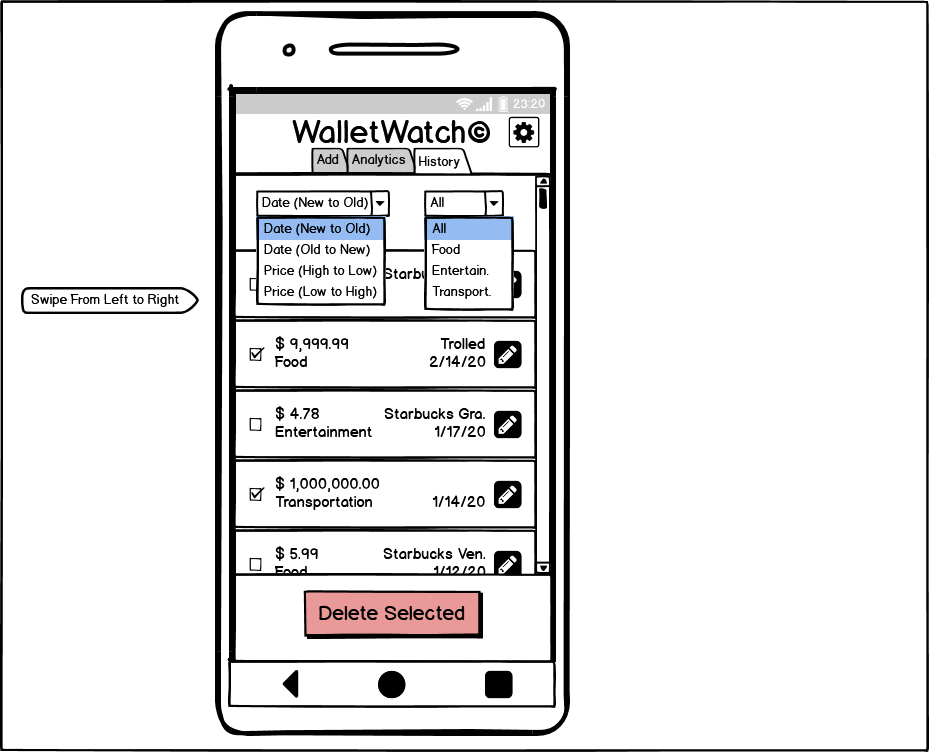 23:20
WalletWatch©
Add Analytics History
Date (New to Old) All
Date (New to Old) All
Date (Old to New) Food
Price (High to Low) Entertain.
Price (Low to High) Transport.
Swipe From Left to Right
$ 9,999.99 Trolled
Food 2/14/20
$ 4.78 Starbucks Gra.
Entertainment 1/17/20
$ 1,000,000.00
Transportation 1/14/20
$ 5.99 Starbucks Ven.
Food 1/12/20
Delete Selected